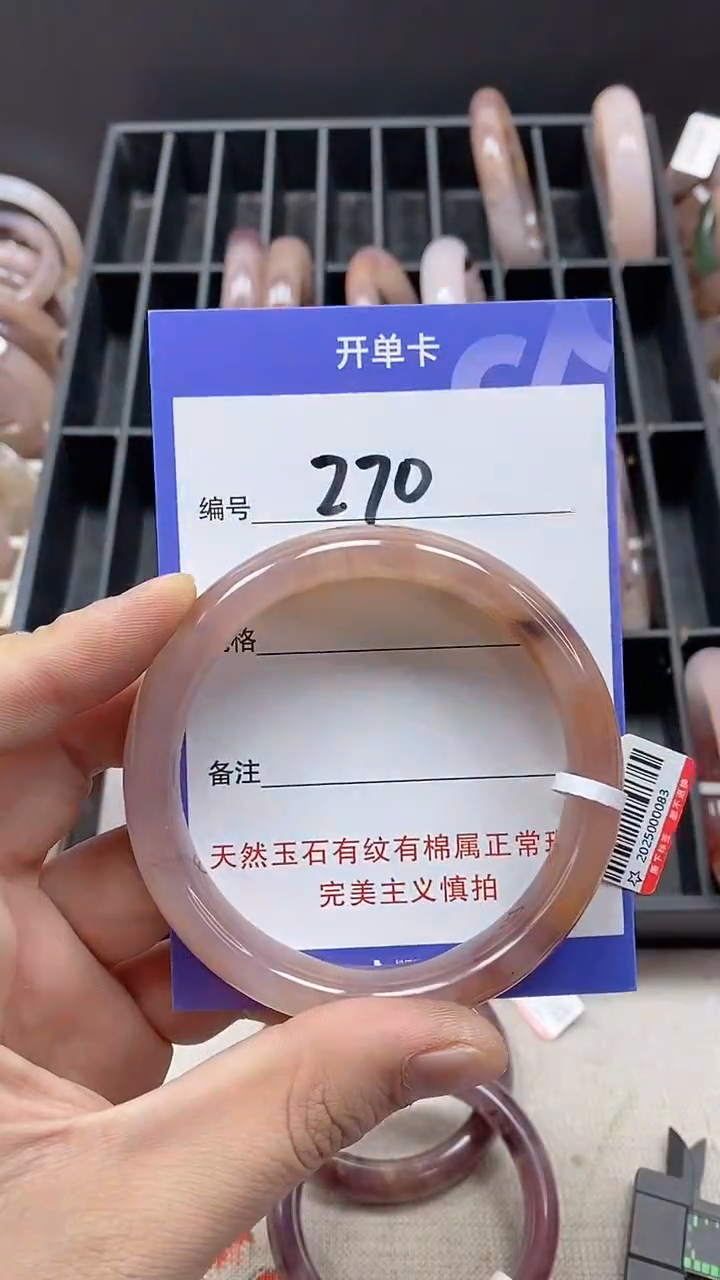 开单卡
编号 270
格
备注
天然玉石有纹有棉属正常
完美主义慎拍
2025000083